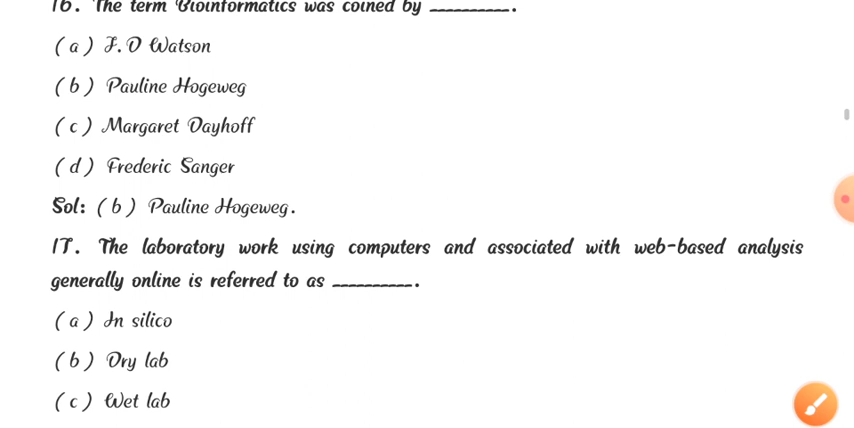 16. The term Bioinformatics was coined by __________.
( a ) J.D Watson
( b ) Pauline Hogeweg
( c ) Margaret Dayhoff
( d ) Frederic Sanger
Sol: ( b ) Pauline Hogeweg.
17. The laboratory work using computers and associated with web-based analysis
generally online is referred to as __________.
( a ) In silico
( b ) Dry lab
( c ) Wet lab